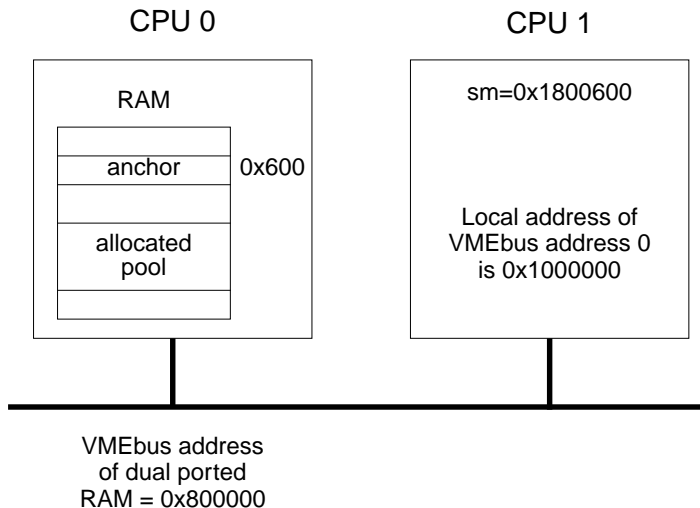 CPU 0
CPU 1
RAM
anchor
0x600
allocated
pool
sm=0x1800600
Local address of
VMEbus address 0
is 0x1000000
VMEbus address
of dual ported
RAM = 0x800000